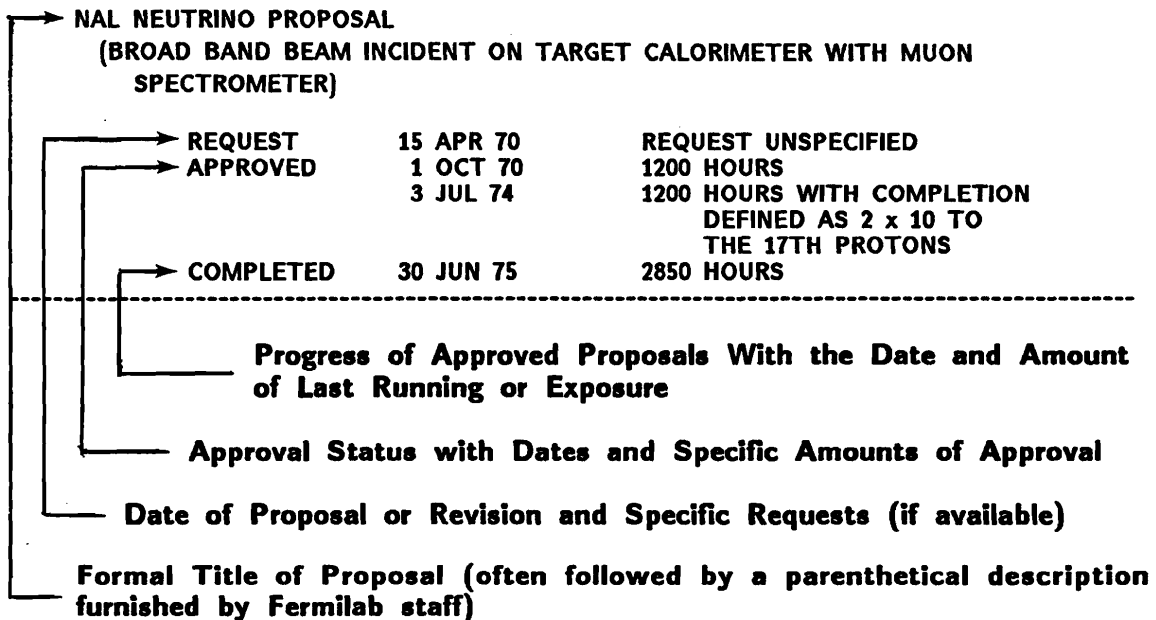 NAL NEUTRINO PROPOSAL
(BROAD BAND BEAM INCIDENT ON TARGET CALORIMETER WITH MUON
SPECTROMETER)
REQUEST 15 APR 70 REQUEST UNSPECIFIED
APPROVED 1 OCT 70 1200 HOURS
3 JUL 74 1200 HOURS WITH COMPLETION
DEFINED AS 2 x 10 TO
THE 17TH PROTONS
COMPLETED 30 JUN 75 2850 HOURS
Progress of Approved Proposals With the Date and Amount
of Last Running or Exposure
Approval Status with Dates and Specific Amounts of Approval
Date of Proposal or Revision and Specific Requests (if available)
Formal Title of Proposal (often followed by a parenthetical description
furnished by Fermilab staff)